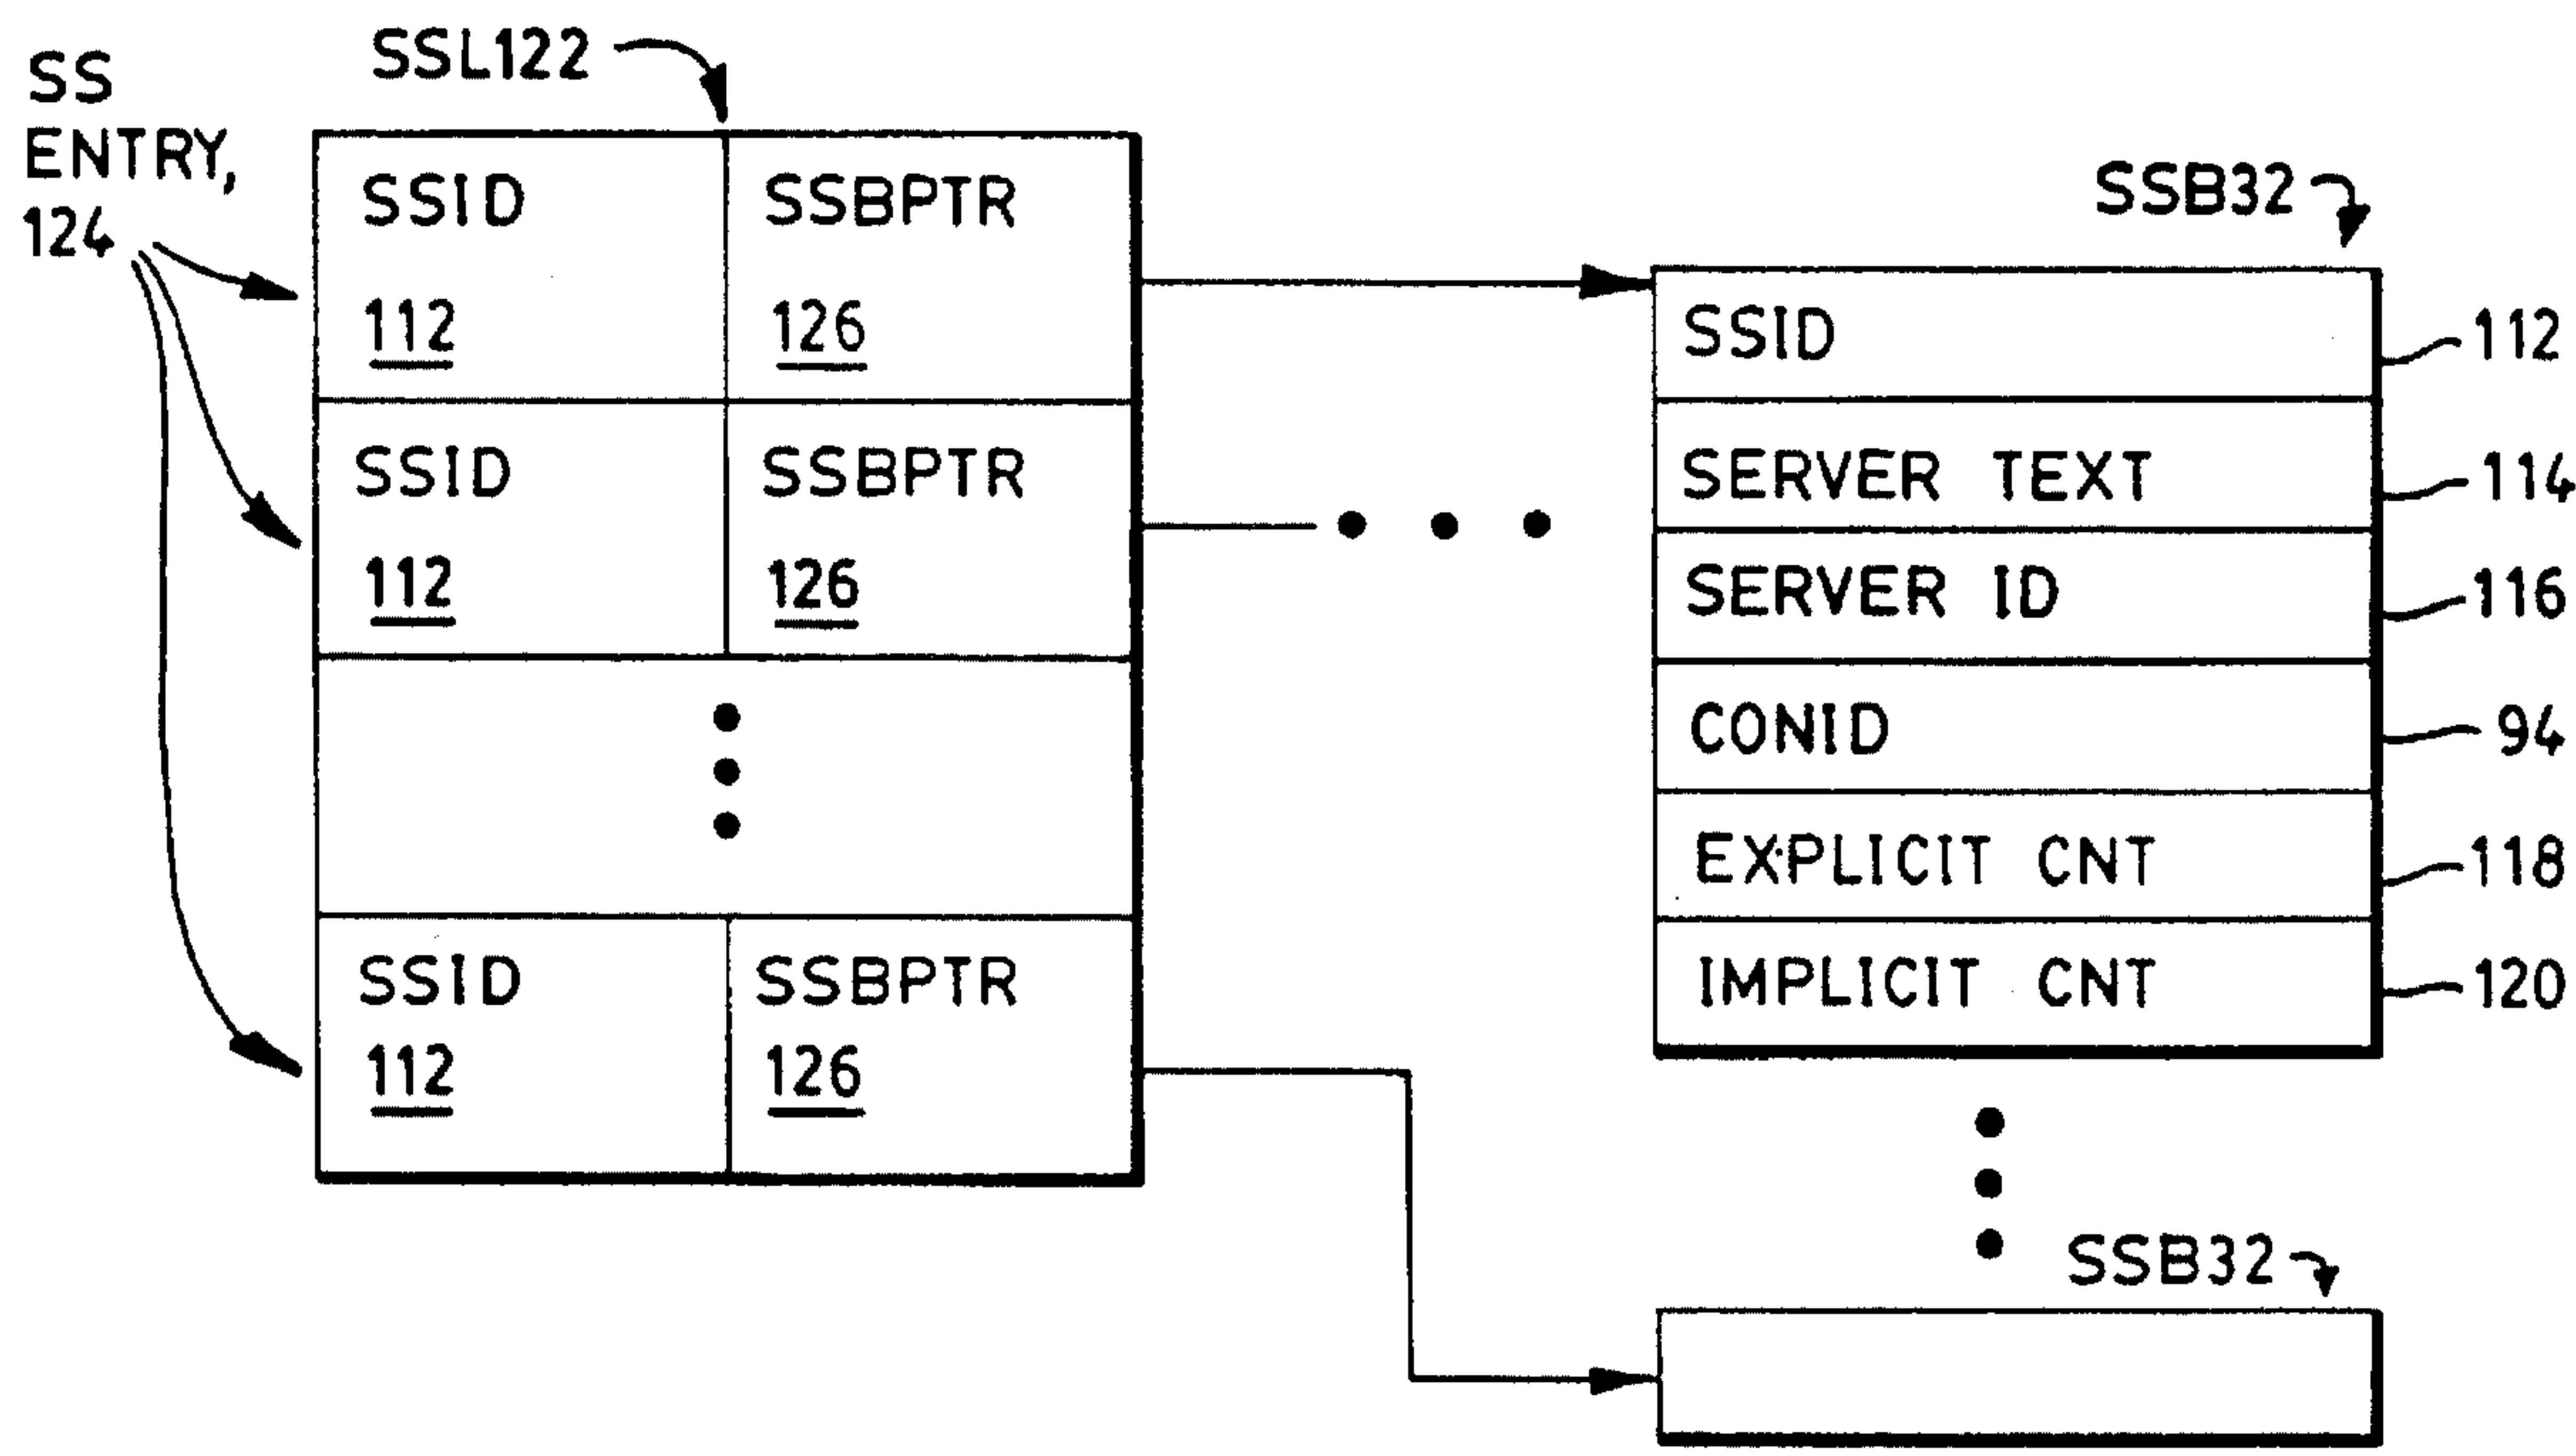 SS
ENTRY,
124
SSL122
SSID
112
SSBPTR
126
SSID
112
SSBPTR
126
SSID
112
SSBPTR
126
SSB32
SSID
112
SERVER TEXT
114
SERVER ID
116
CONID
94
EXPLICIT CNT
118
IMPLICIT CNT
120
SSB32